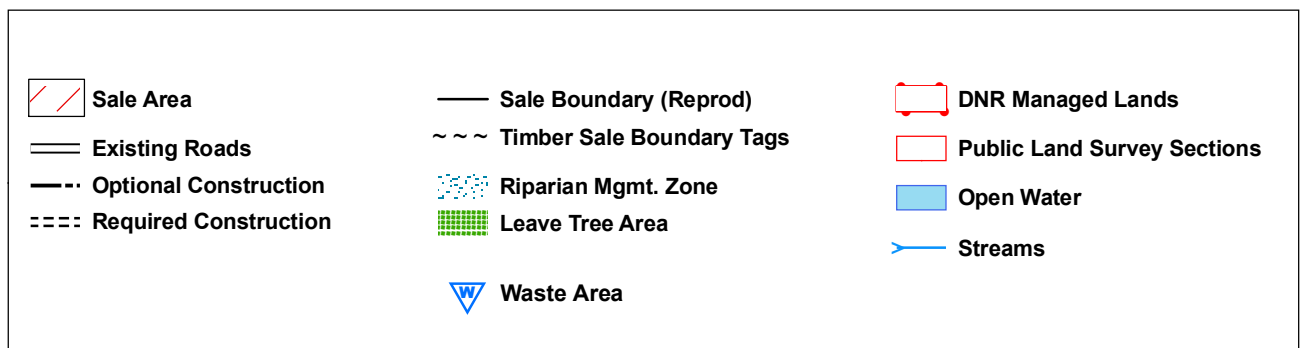 Sale Area
Existing Roads
Optional Construction
Required Construction
Sale Boundary (Reprod)
Timber Sale Boundary Tags
Riparian Mgmt. Zone
Leave Tree Area
W Waste Area
DNR Managed Lands
Public Land Survey Sections
Open Water
Streams